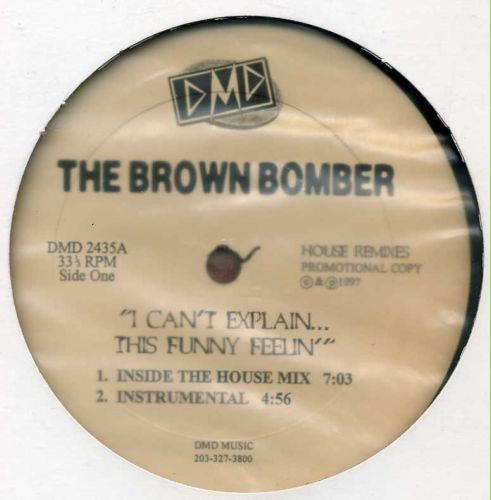 DMD
THE BROWN BOMBER
DMD 2435A
33⅓ RPM
Side One
HOUSE REMIXES
PROMOTIONAL COPY
©&℗1997
"I CAN'T EXPLAIN...
THIS FUNNY FEELIN'"
1. INSIDE THE HOUSE MIX 7:03
2. INSTRUMENTAL 4:56
DMD MUSIC
203-327-3800